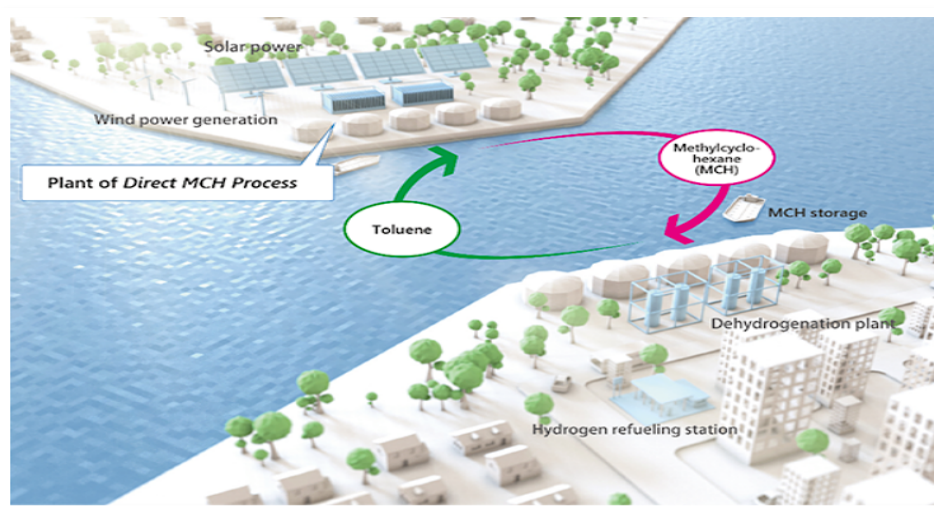 Solar power
Wind power generation
Plant of Direct MCH Process
Methylcyclo-
hexane
(MCH)
Toluene
MCH storage
Dehydrogenation plant
Hydrogen refueling station